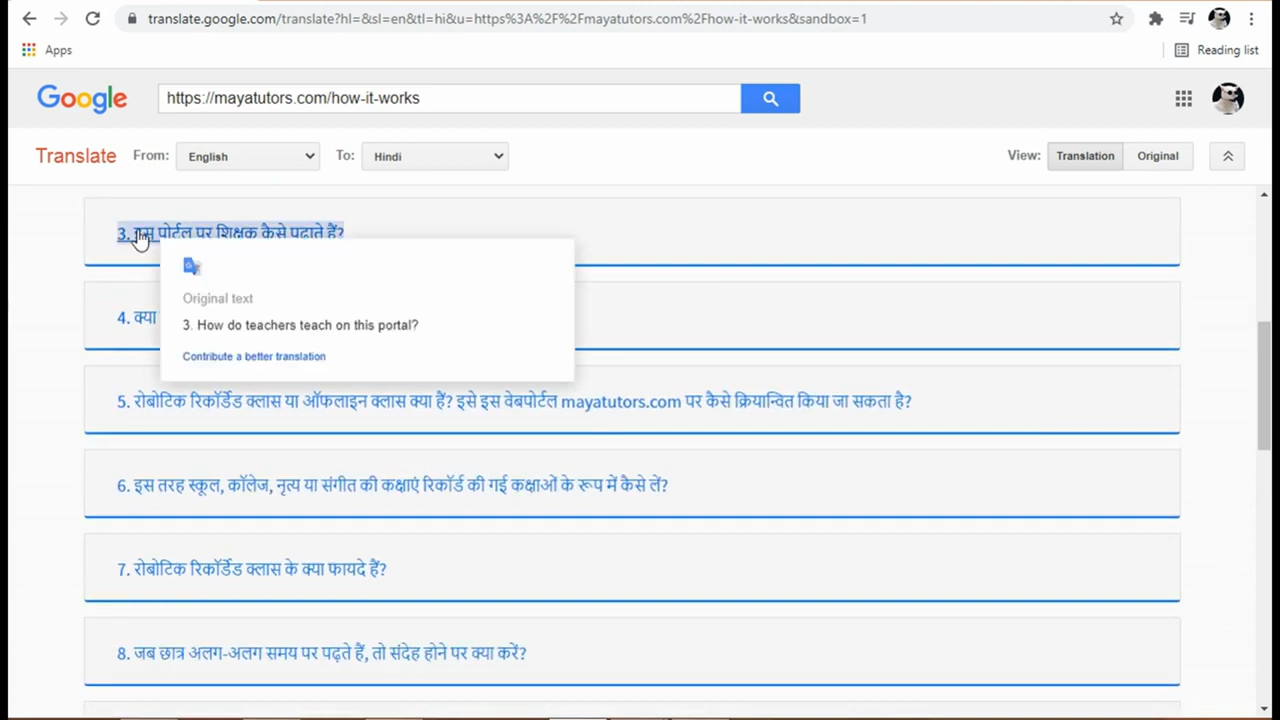 translate.google.com/translate?hl=&sl=en&tl=hi&u=https%3A%2F%2Fmayatutors.com%2Fhow-it-works&sandbox=1
Apps
Reading list
Google
https://mayatutors.com/how-it-works
Translate From: English To: Hindi View: Translation Original
3. इस पोर्टल पर शिक्षक कैसे पढ़ाते हैं?
Original text
3. How do teachers teach on this portal?
Contribute a better translation
4. क्या
5. रोबोटिक रिकॉर्डेड क्लास या ऑफलाइन क्लास क्या हैं? इसे इस वेबपोर्टल mayatutors.com पर कैसे क्रियान्वित किया जा सकता है?
6. इस तरह स्कूल, कॉलेज, नृत्य या संगीत की कक्षाएं रिकॉर्ड की गई कक्षाओं के रूप में कैसे लें?
7. रोबोटिक रिकॉर्डेड क्लास के क्या फायदे हैं?
8. जब छात्र अलग-अलग समय पर पढ़ते हैं, तो संदेह होने पर क्या करें?